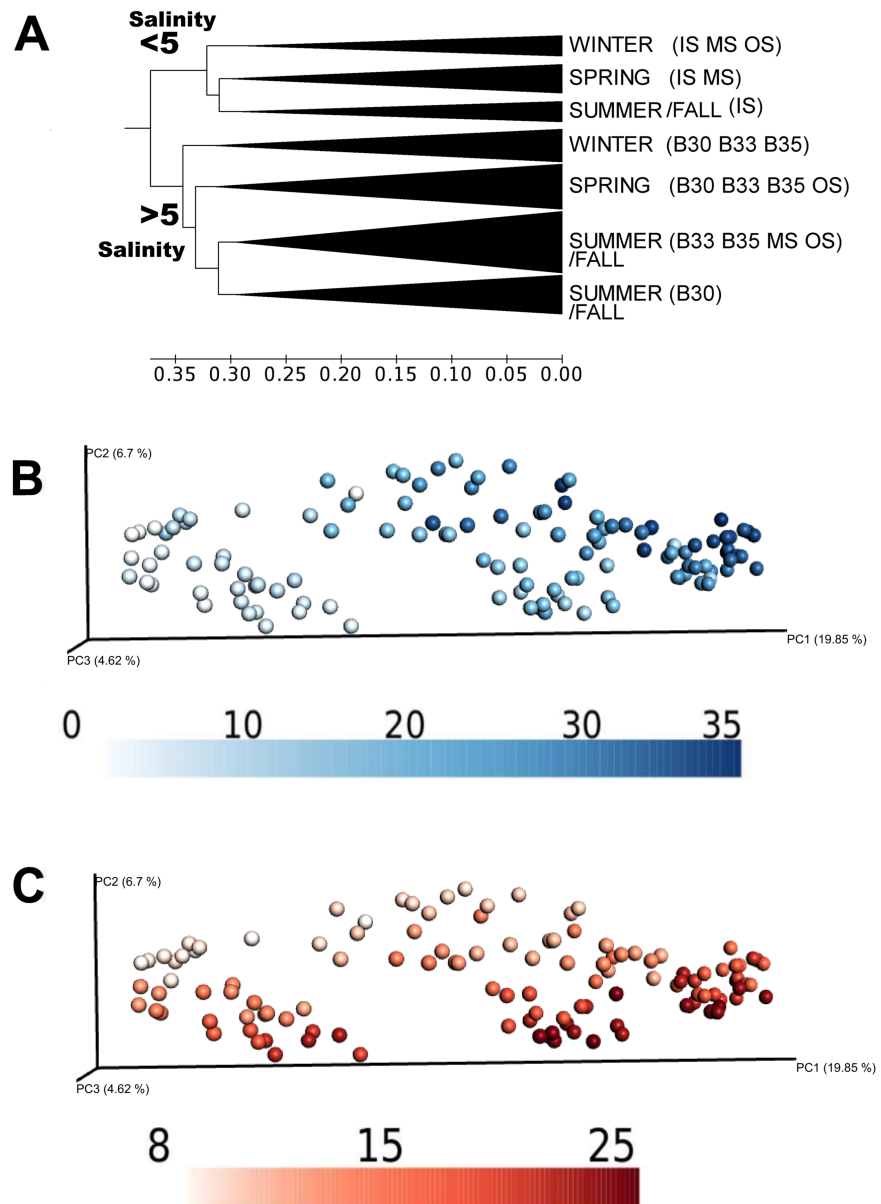 A
Salinity
<5
WINTER (IS MS OS)
SPRING (IS MS)
SUMMER/FALL (IS)
WINTER (B30 B33 B35)
SPRING (B30 B33 B35 OS)
>5
Salinity
SUMMER (B33 B35 MS OS)
/FALL
SUMMER (B30)
/FALL
0.35 0.30 0.25 0.20 0.15 0.10 0.05 0.00
B
PC2 (6.7 %)
PC1 (19.85 %)
PC3 (4.62 %)
0 10 20 30 35
C
PC2 (6.7 %)
PC1 (19.85 %)
PC3 (4.62 %)
8 15 25